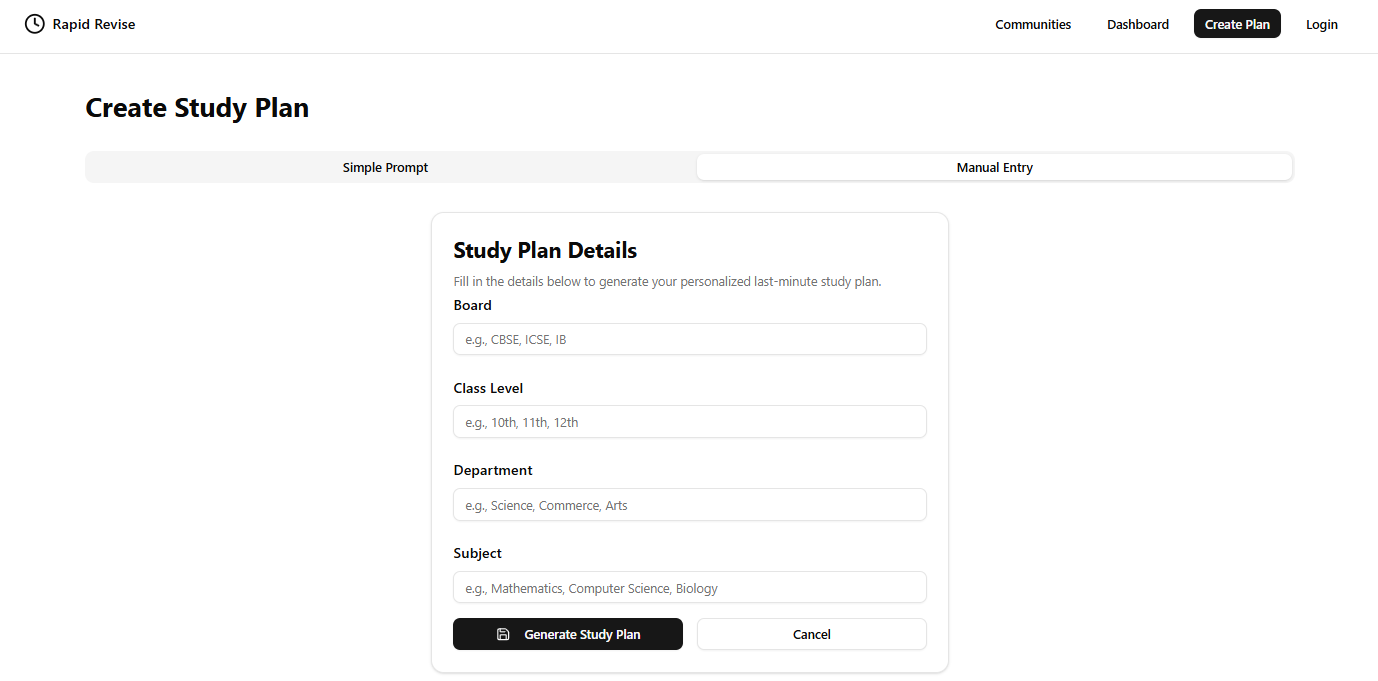 Rapid Revise
Communities
Dashboard
Create Plan
Login
Create Study Plan
Simple Prompt
Manual Entry
Study Plan Details
Fill in the details below to generate your personalized last-minute study plan.
Board
e.g., CBSE, ICSE, IB
Class Level
e.g., 10th, 11th, 12th
Department
e.g., Science, Commerce, Arts
Subject
e.g., Mathematics, Computer Science, Biology
Generate Study Plan
Cancel